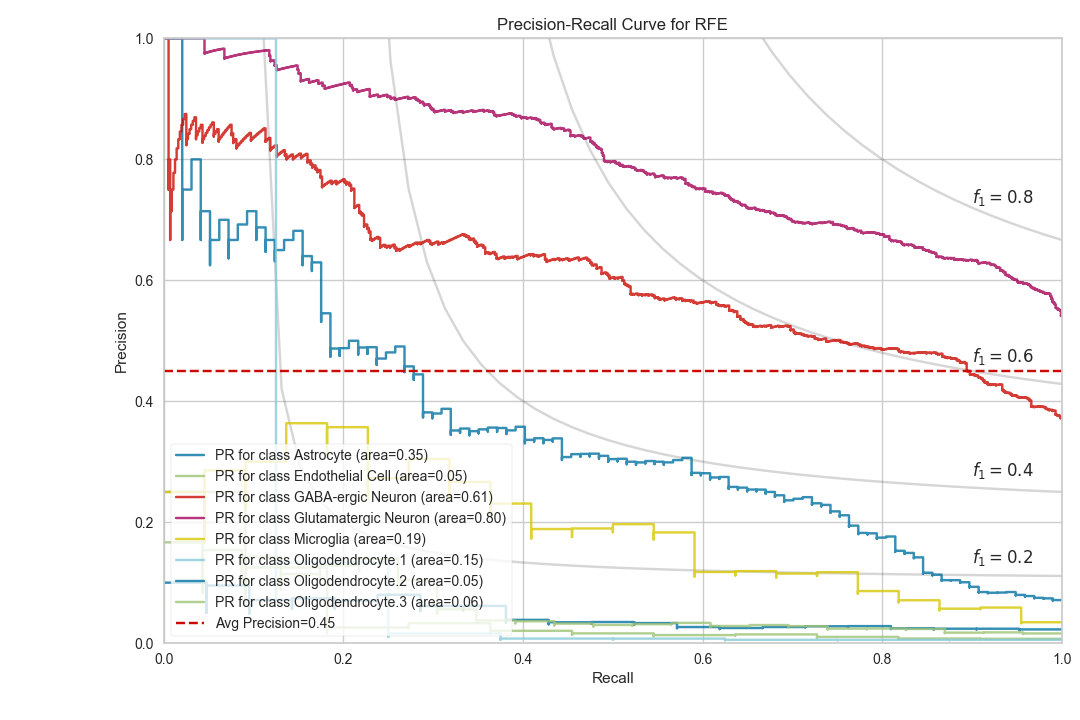 Precision-Recall Curve for RFE
1.0
0.8
0.6
0.4
0.2
0.0
Precision
f1 = 0.8
f1 = 0.6
f1 = 0.4
f1 = 0.2
PR for class Astrocyte (area=0.35)
PR for class Endothelial Cell (area=0.05)
PR for class GABA-ergic Neuron (area=0.61)
PR for class Glutamatergic Neuron (area=0.80)
PR for class Microglia (area=0.19)
PR for class Oligodendrocyte.1 (area=0.15)
PR for class Oligodendrocyte.2 (area=0.05)
PR for class Oligodendrocyte.3 (area=0.06)
Avg Precision=0.45
0.0 0.2 0.4 0.6 0.8 1.0
Recall